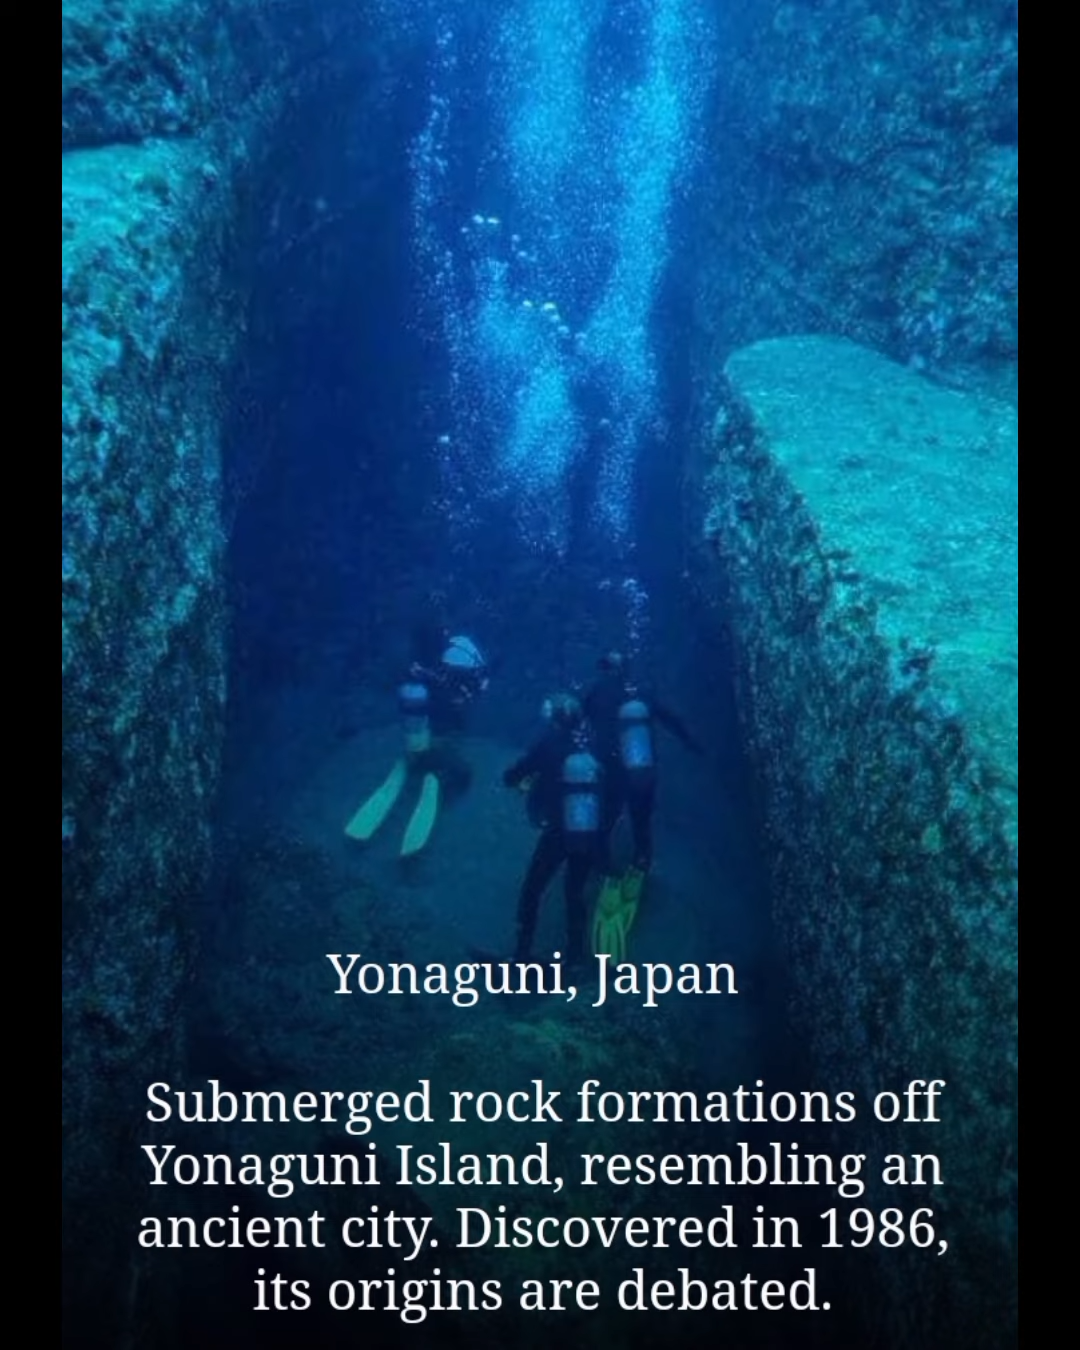 Yonaguni, Japan
Submerged rock formations off
Yonaguni Island, resembling an
ancient city. Discovered in 1986,
its origins are debated.